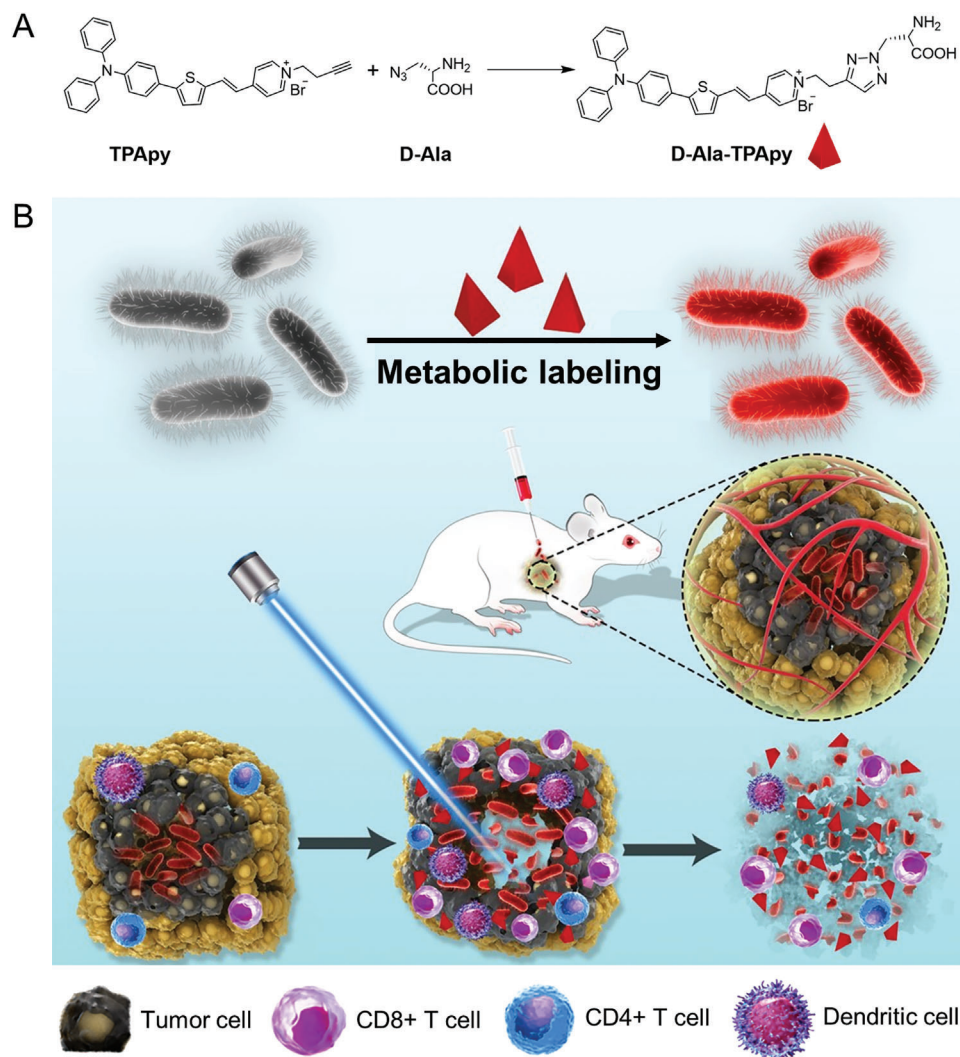 A
N
S
N
+
Br
−
+
N₃
NH₂
COOH
N
S
N
+
Br
−
N
N
N
NH₂
COOH
TPApy
D-Ala
D-Ala-TPApy
B
Metabolic labeling
Tumor cell
CD8+ T cell
CD4+ T cell
Dendritic cell